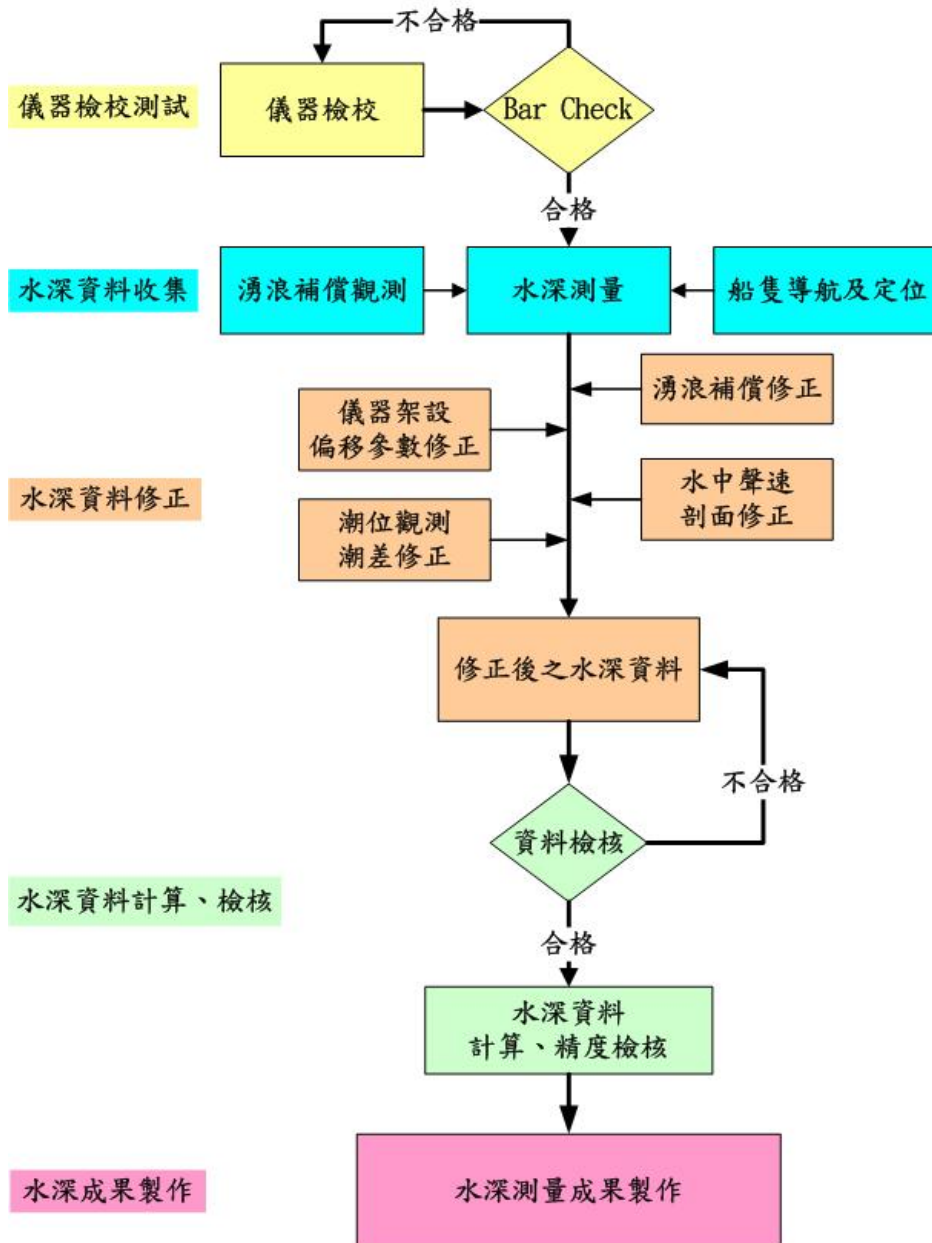 不合格
儀器檢校測試
儀器檢校
Bar Check
合格
水深資料收集
湧浪補償觀測
水深測量
船隻導航及定位
湧浪補償修正
儀器架設
偏移參數修正
水深資料修正
水中聲速
剖面修正
潮位觀測
潮差修正
修正後之水深資料
不合格
資料檢核
水深資料計算、檢核
合格
水深資料
計算、精度檢核
水深成果製作
水深測量成果製作